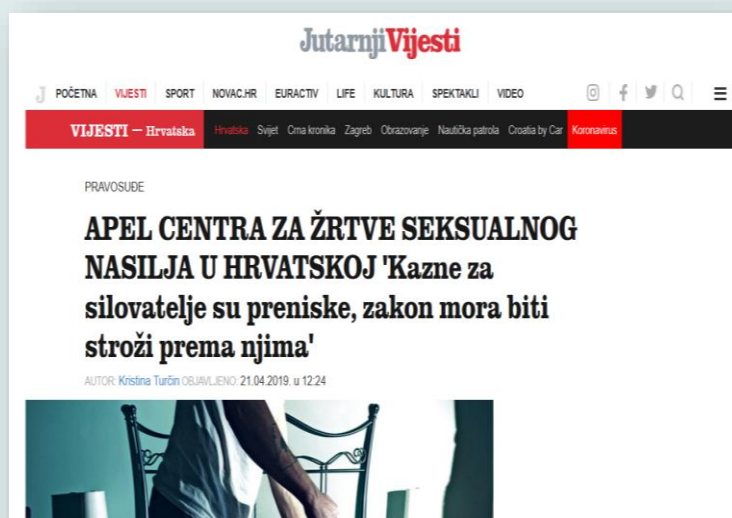 JutarnjiVijesti
J POČETNA VIJESTI SPORT NOVAC.HR EURACTIV LIFE KULTURA SPEKTAKLI VIDEO
VIJESTI — Hrvatska Hrvatska Svijet Crna kronika Zagreb Obrazovanje Nautička patrola Croatia by Car Koronavirus
PRAVOSUĐE
APEL CENTRA ZA ŽRTVE SEKSUALNOG
NASILJA U HRVATSKOJ 'Kazne za
silovatelje su preniske, zakon mora biti
stroži prema njima'
AUTOR: Kristina Turčin OBJAVLJENO: 21.04.2019. u 12:24